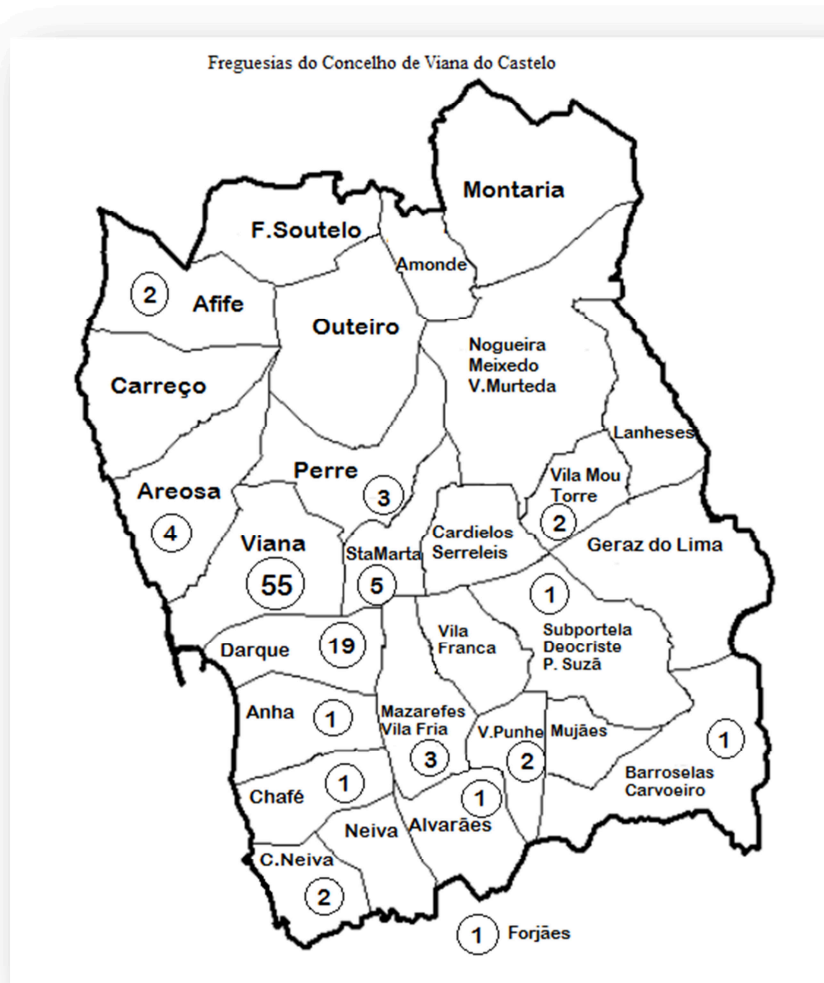 Freguesias do Concelho de Viana do Castelo
Montaria
F.Soutelo
Amonde
2
Afife
Outeiro
Nogueira
Meixedo
V.Murteda
Carreço
Lanheses
Perre
3
Vila Mou
Torre
2
Areosa
4
Viana
55
StaMarta
5
Cardielos
Serreleis
Geraz do Lima
1
Subportela
Deocriste
P. Suzã
Vila
Franca
Darque
19
Anha
1
Mazarefes
Vila Fria
3
V.Punhe
2
Mujães
1
Barroselas
Carvoeiro
Chafé
1
Neiva
1
Alvarães
C.Neiva
2
1
Forjães